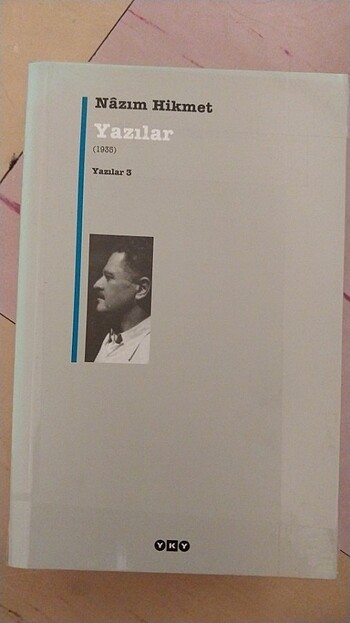 Nâzım Hikmet
Yazılar
(1935)
Yazılar 3
YKY